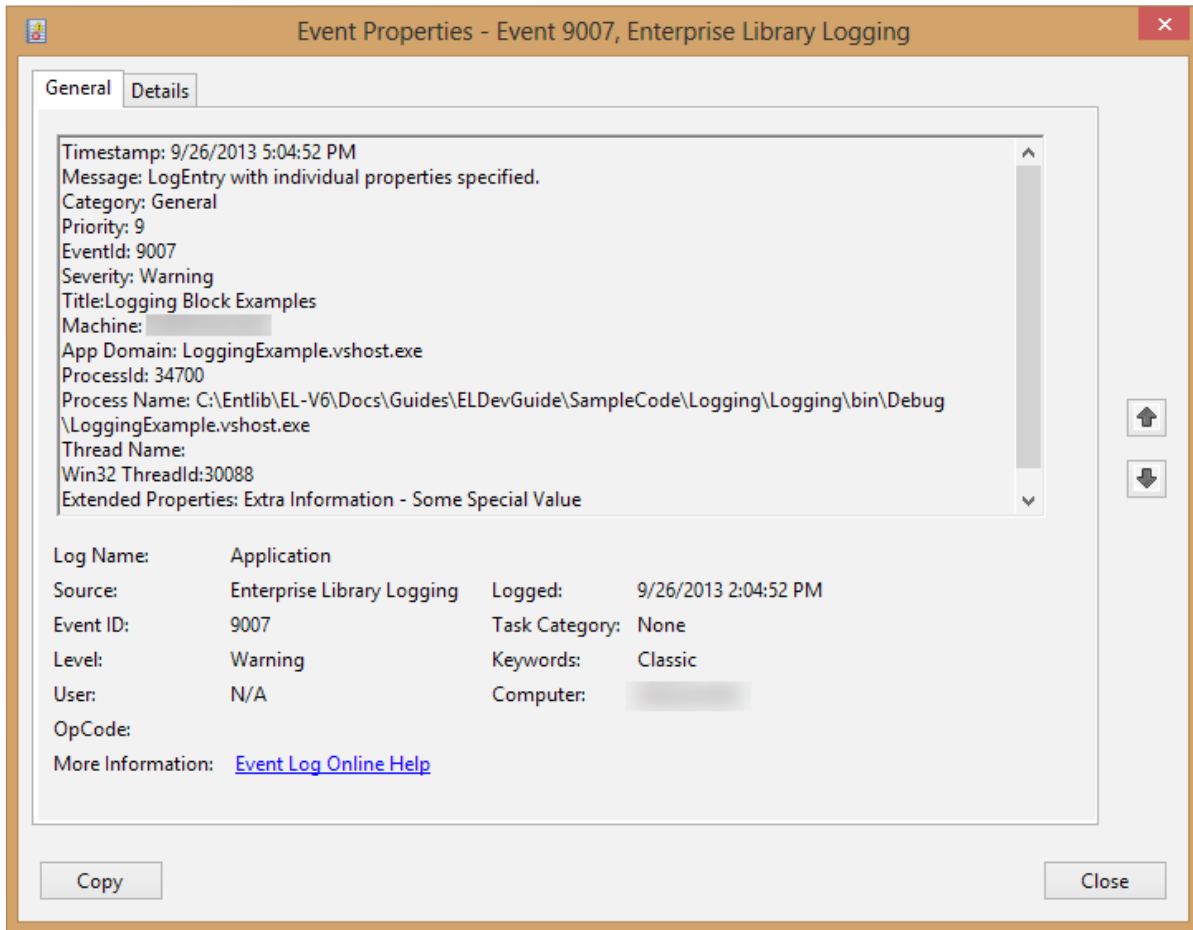 Event Properties - Event 9007, Enterprise Library Logging
General Details
Timestamp: 9/26/2013 5:04:52 PM
Message: LogEntry with individual properties specified.
Category: General
Priority: 9
EventId: 9007
Severity: Warning
Title:Logging Block Examples
Machine:
App Domain: LoggingExample.vshost.exe
ProcessId: 34700
Process Name: C:\Entlib\EL-V6\Docs\Guides\ELDevGuide\SampleCode\Logging\Logging\bin\Debug
\LoggingExample.vshost.exe
Thread Name:
Win32 ThreadId:30088
Extended Properties: Extra Information - Some Special Value
Log Name: Application
Source: Enterprise Library Logging Logged: 9/26/2013 2:04:52 PM
Event ID: 9007 Task Category: None
Level: Warning Keywords: Classic
User: N/A Computer:
OpCode:
More Information: Event Log Online Help
Copy Close